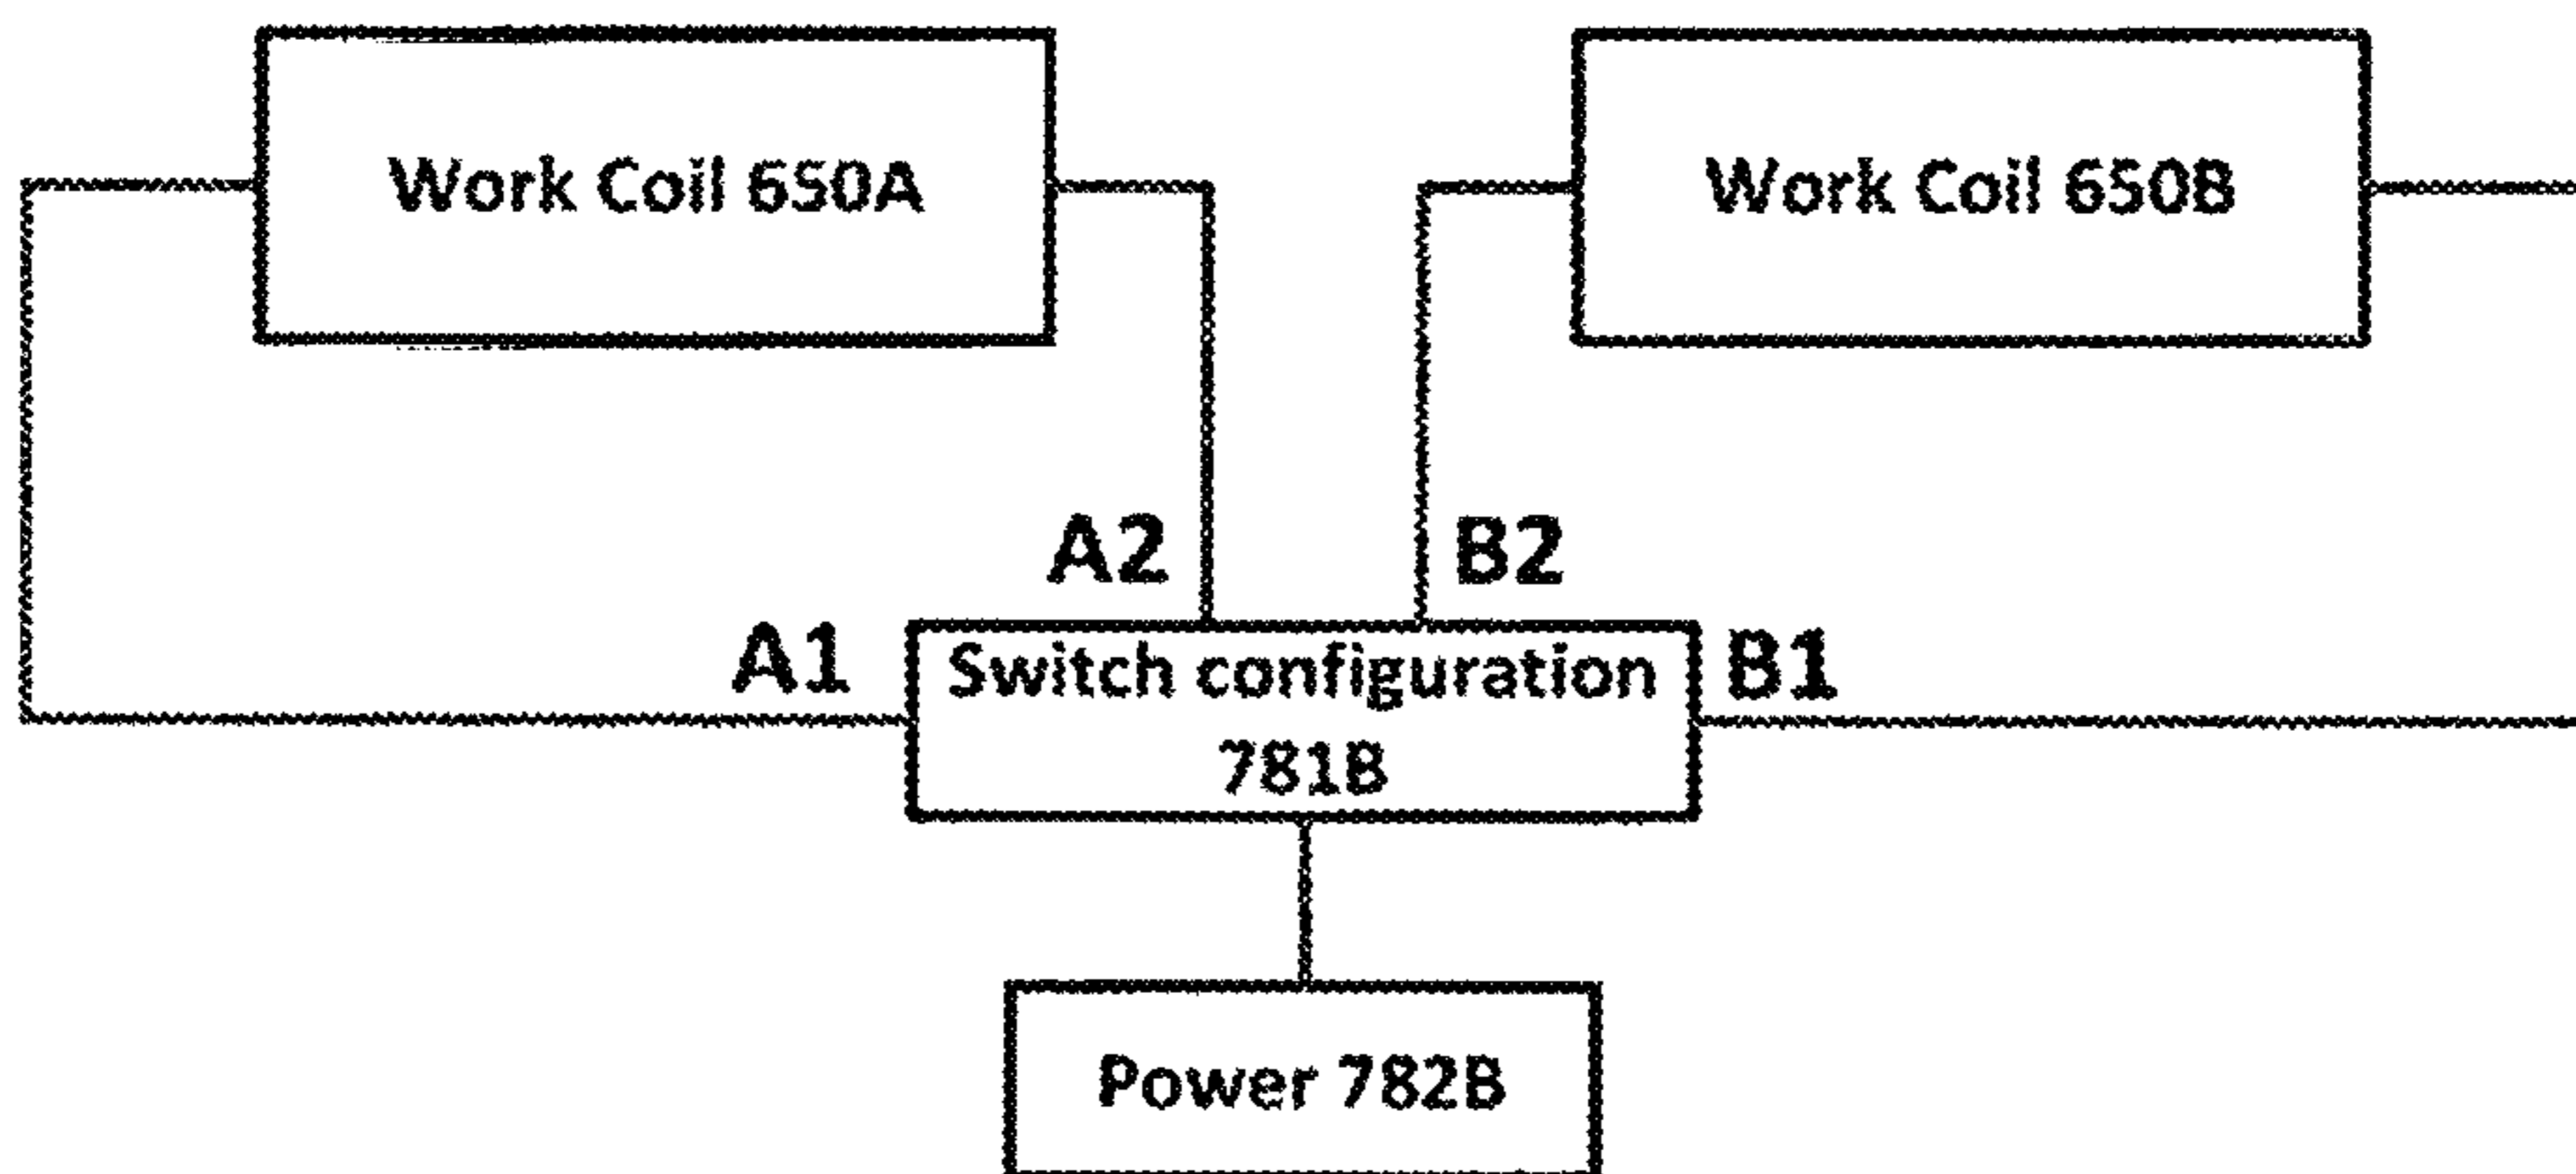 Work Coil 650A
Work Coil 650B
A2
B2
A1
Switch configuration
781B
B1
Power 782B